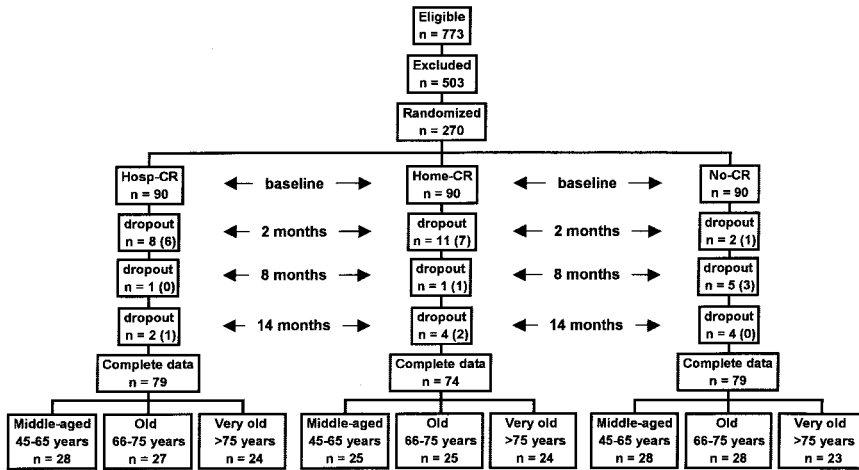 Eligible
n = 773
Excluded
n = 503
Randomized
n = 270
Hosp-CR
n = 90
baseline
Home-CR
n = 90
baseline
No-CR
n = 90
dropout
n = 8 (6)
2 months
dropout
n = 11 (7)
2 months
dropout
n = 2 (1)
dropout
n = 1 (0)
8 months
dropout
n = 1 (1)
8 months
dropout
n = 5 (3)
dropout
n = 2 (1)
14 months
dropout
n = 4 (2)
14 months
dropout
n = 4 (0)
Complete data
n = 79
Complete data
n = 74
Complete data
n = 79
Middle-aged
45-65 years
n = 28
Old
66-75 years
n = 27
Very old
>75 years
n = 24
Middle-aged
45-65 years
n = 25
Old
66-75 years
n = 25
Very old
>75 years
n = 24
Middle-aged
45-65 years
n = 28
Old
66-75 years
n = 28
Very old
>75 years
n = 23